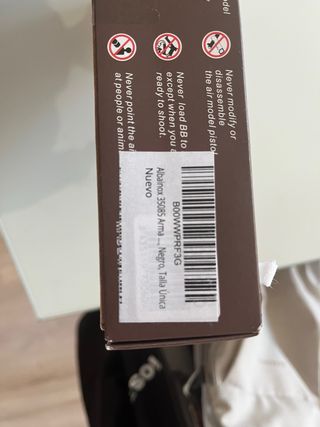 Never modify or
disassemble
the air model pistol
Never load BB to
except when you a
ready to shoot.
Never point the ai
at people or anim
B00WWPRF3G
Albainox 35085 Arma ..., Negro, Talla Única
Nuevo